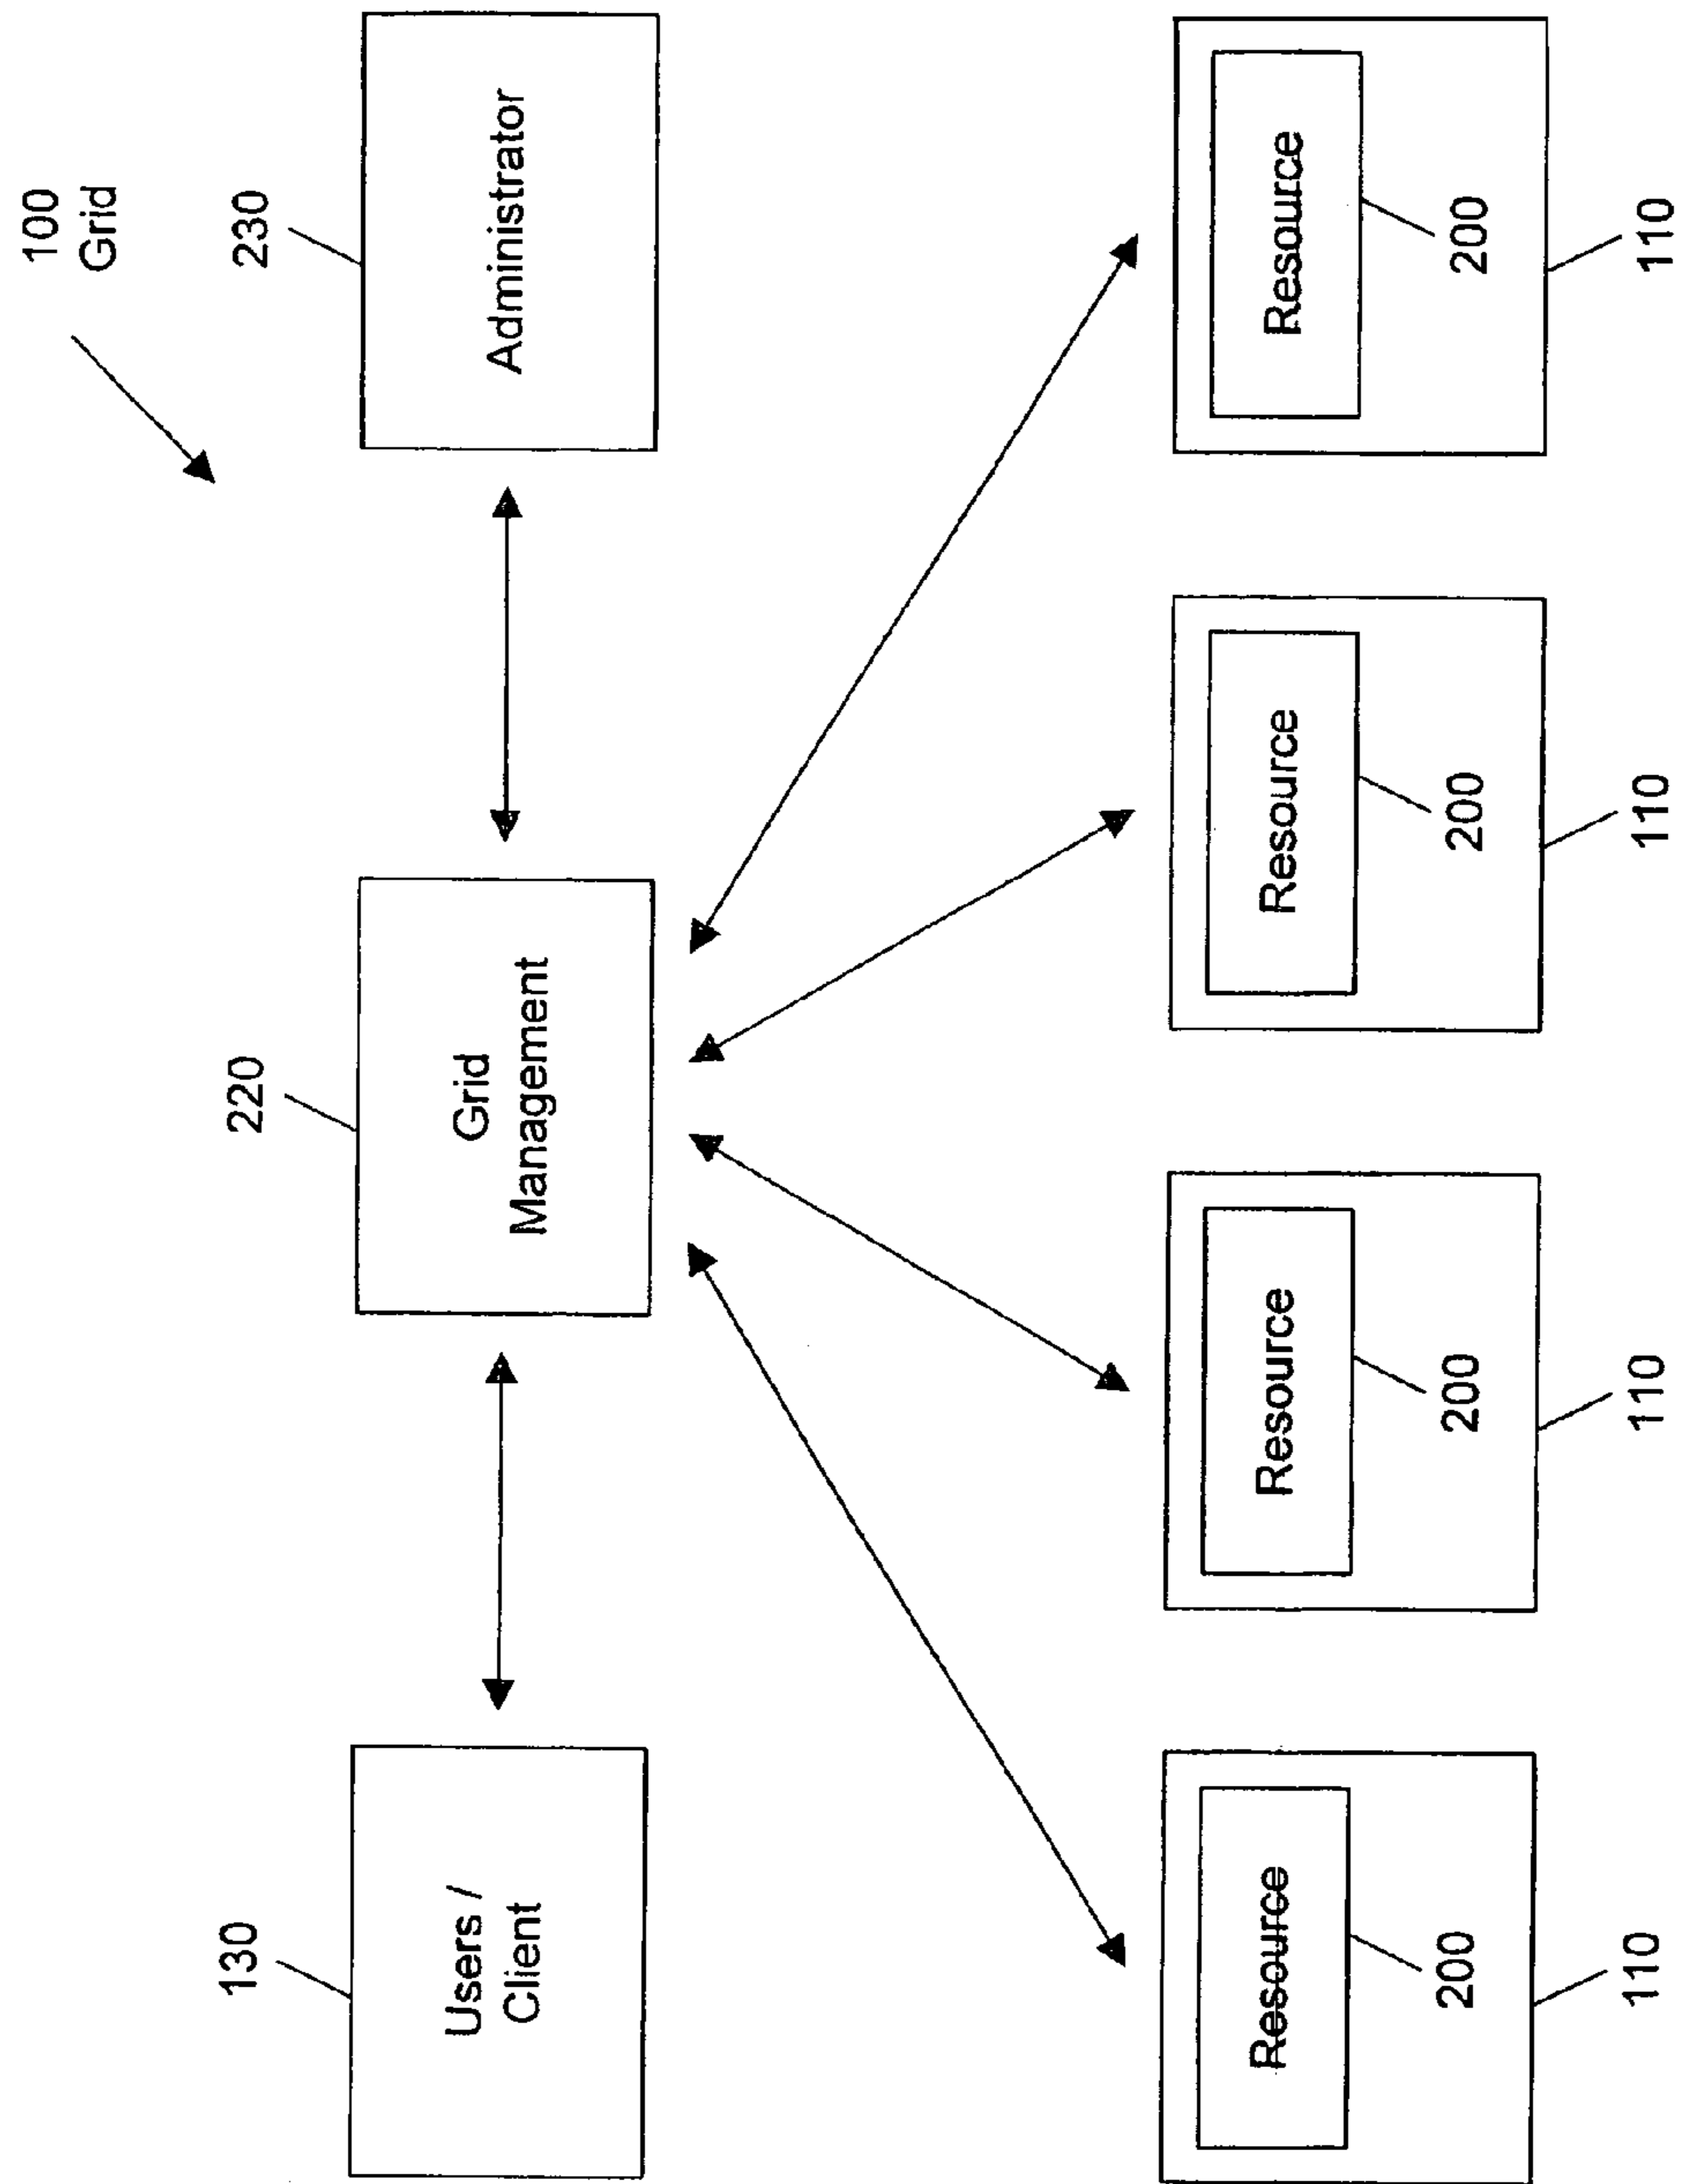 100
Grid
130
220
230
Users /
Client
Grid
Management
Administrator
Resource
Resource
Resource
Resource
200
200
200
200
110
110
110
110